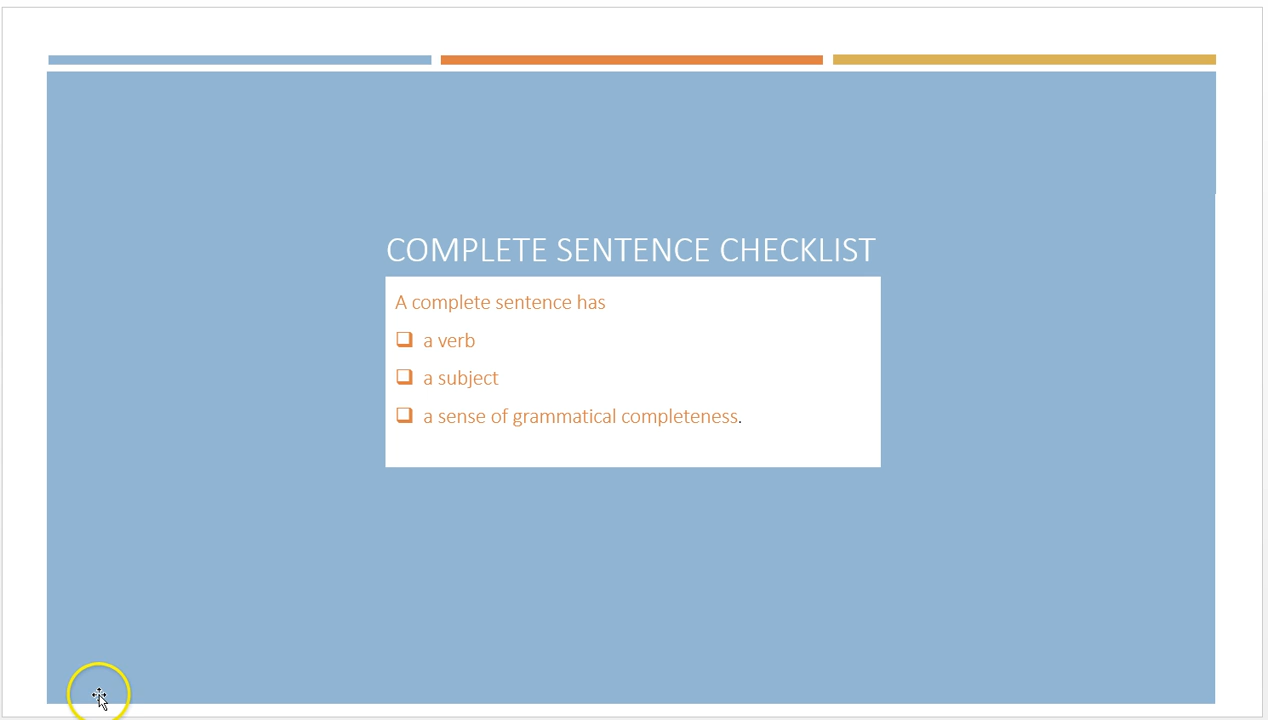 COMPLETE SENTENCE CHECKLIST
A complete sentence has
❑ a verb
❑ a subject
❑ a sense of grammatical completeness.